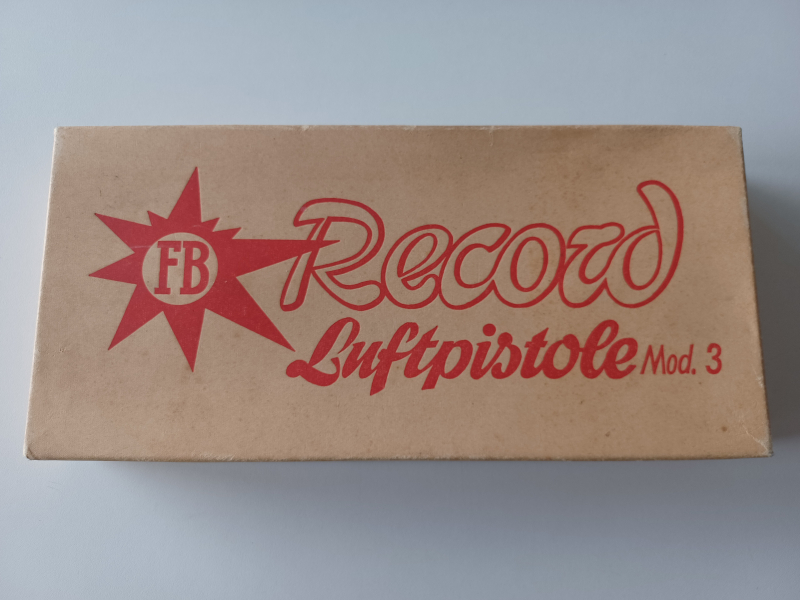 FB
Record
Luftpistole Mod. 3